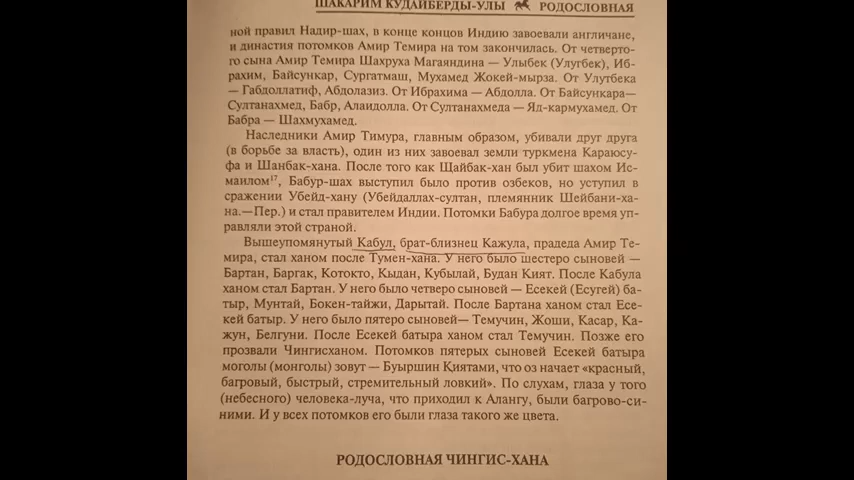 ШАКАРИМ КУДАЙБЕРДЫ-УЛЫ РОДОСЛОВНАЯ
ной правил Надир-шах, в конце концов Индию завоевали англичане,
и династия потомков Амир Темира на том закончилась. От четверто-
го сына Амир Темира Шахруха Магаяндина — Улыбек (Улугбек), Иб-
рахим, Байсункар, Сургатмаш, Мухамед Жокей-мырза. От Улутбека
— Габдоллатиф, Абдолазиз. От Ибрахима — Абдолла. От Байсункара—
Султанахмед, Бабр, Алаидолла. От Султанахмеда — Яд-кармухамед. От
Бабра — Шахмухамед.
Наследники Амир Тимура, главным образом, убивали друг друга
(в борьбе за власть), один из них завоевал земли туркмена Караюсу-
фа и Шанбак-хана. После того как Щайбак-хан был убит шахом Ис-
маилом¹⁷, Бабур-шах выступил было против озбеков, но уступил в
сражении Убейд-хану (Убейдаллах-султан, племянник Шейбани-ха-
на.—Пер.) и стал правителем Индии. Потомки Бабура долгое время уп-
равляли этой страной.
Вышеупомянутый Кабул, брат-близнец Кажула, прадеда Амир Те-
мира, стал ханом после Тумен-хана. У него было шестеро сыновей —
Бартан, Баргак, Котокто, Кыдан, Кубылай, Будан Кият. После Кабула
ханом стал Бартан. У него было четверо сыновей — Есекей (Есугей) ба-
тыр, Мунтай, Бокен-тайжи, Дарытай. После Бартана ханом стал Есе-
кей батыр. У него было пятеро сыновей— Темучин, Жоши, Касар, Ка-
жун, Белгуни. После Есекей батыра ханом стал Темучин. Позже его
прозвали Чингисханом. Потомков пятерых сыновей Есекей батыра
моголы (монголы) зовут — Буыршин Қиятами, что оз начает «красный,
багровый, быстрый, стремительный ловкий». По слухам, глаза у того
(небесного) человека-луча, что приходил к Алангу, были багрово-си-
ними. И у всех потомков его были глаза такого же цвета.
РОДОСЛОВНАЯ ЧИНГИС-ХАНА